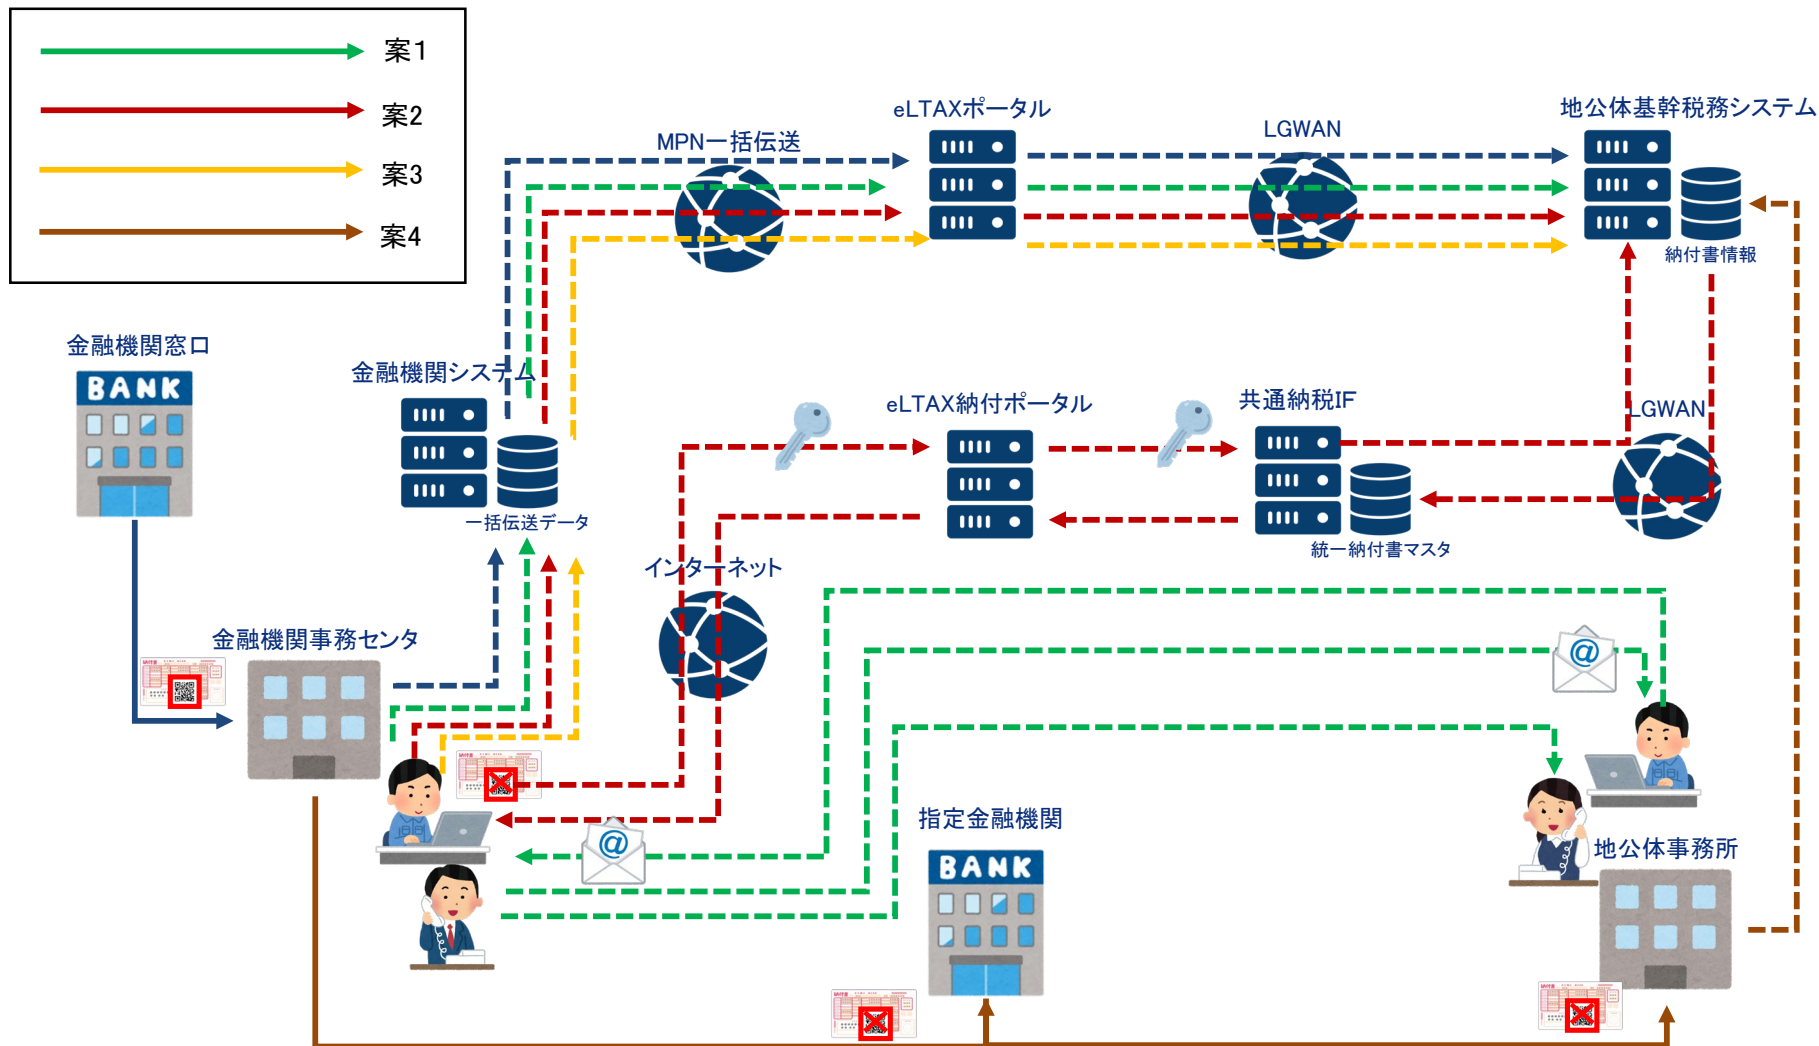 案1
案2
案3
案4
eLTAXポータル
地公体基幹税務システム
MPN一括伝送
LGWAN
納付書情報
金融機関窓口
BANK
金融機関システム
eLTAX納付ポータル
共通納税IF
LGWAN
一括伝送データ
統一納付書マスタ
インターネット
金融機関事務センタ
@
@
指定金融機関
BANK
地公体事務所